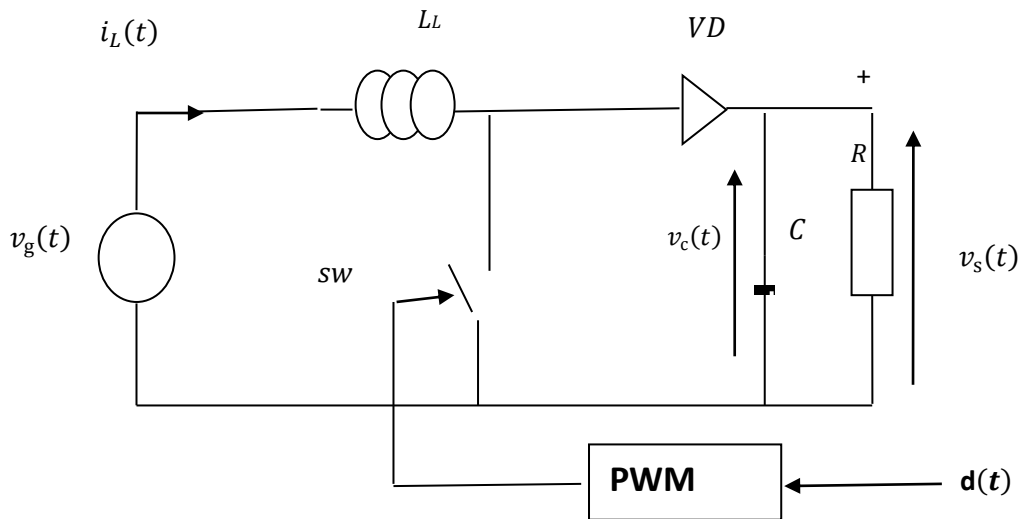 i_L(t)
L_L
VD
+
R
v_g(t)
sw
v_c(t)
C
v_s(t)
PWM
d(t)